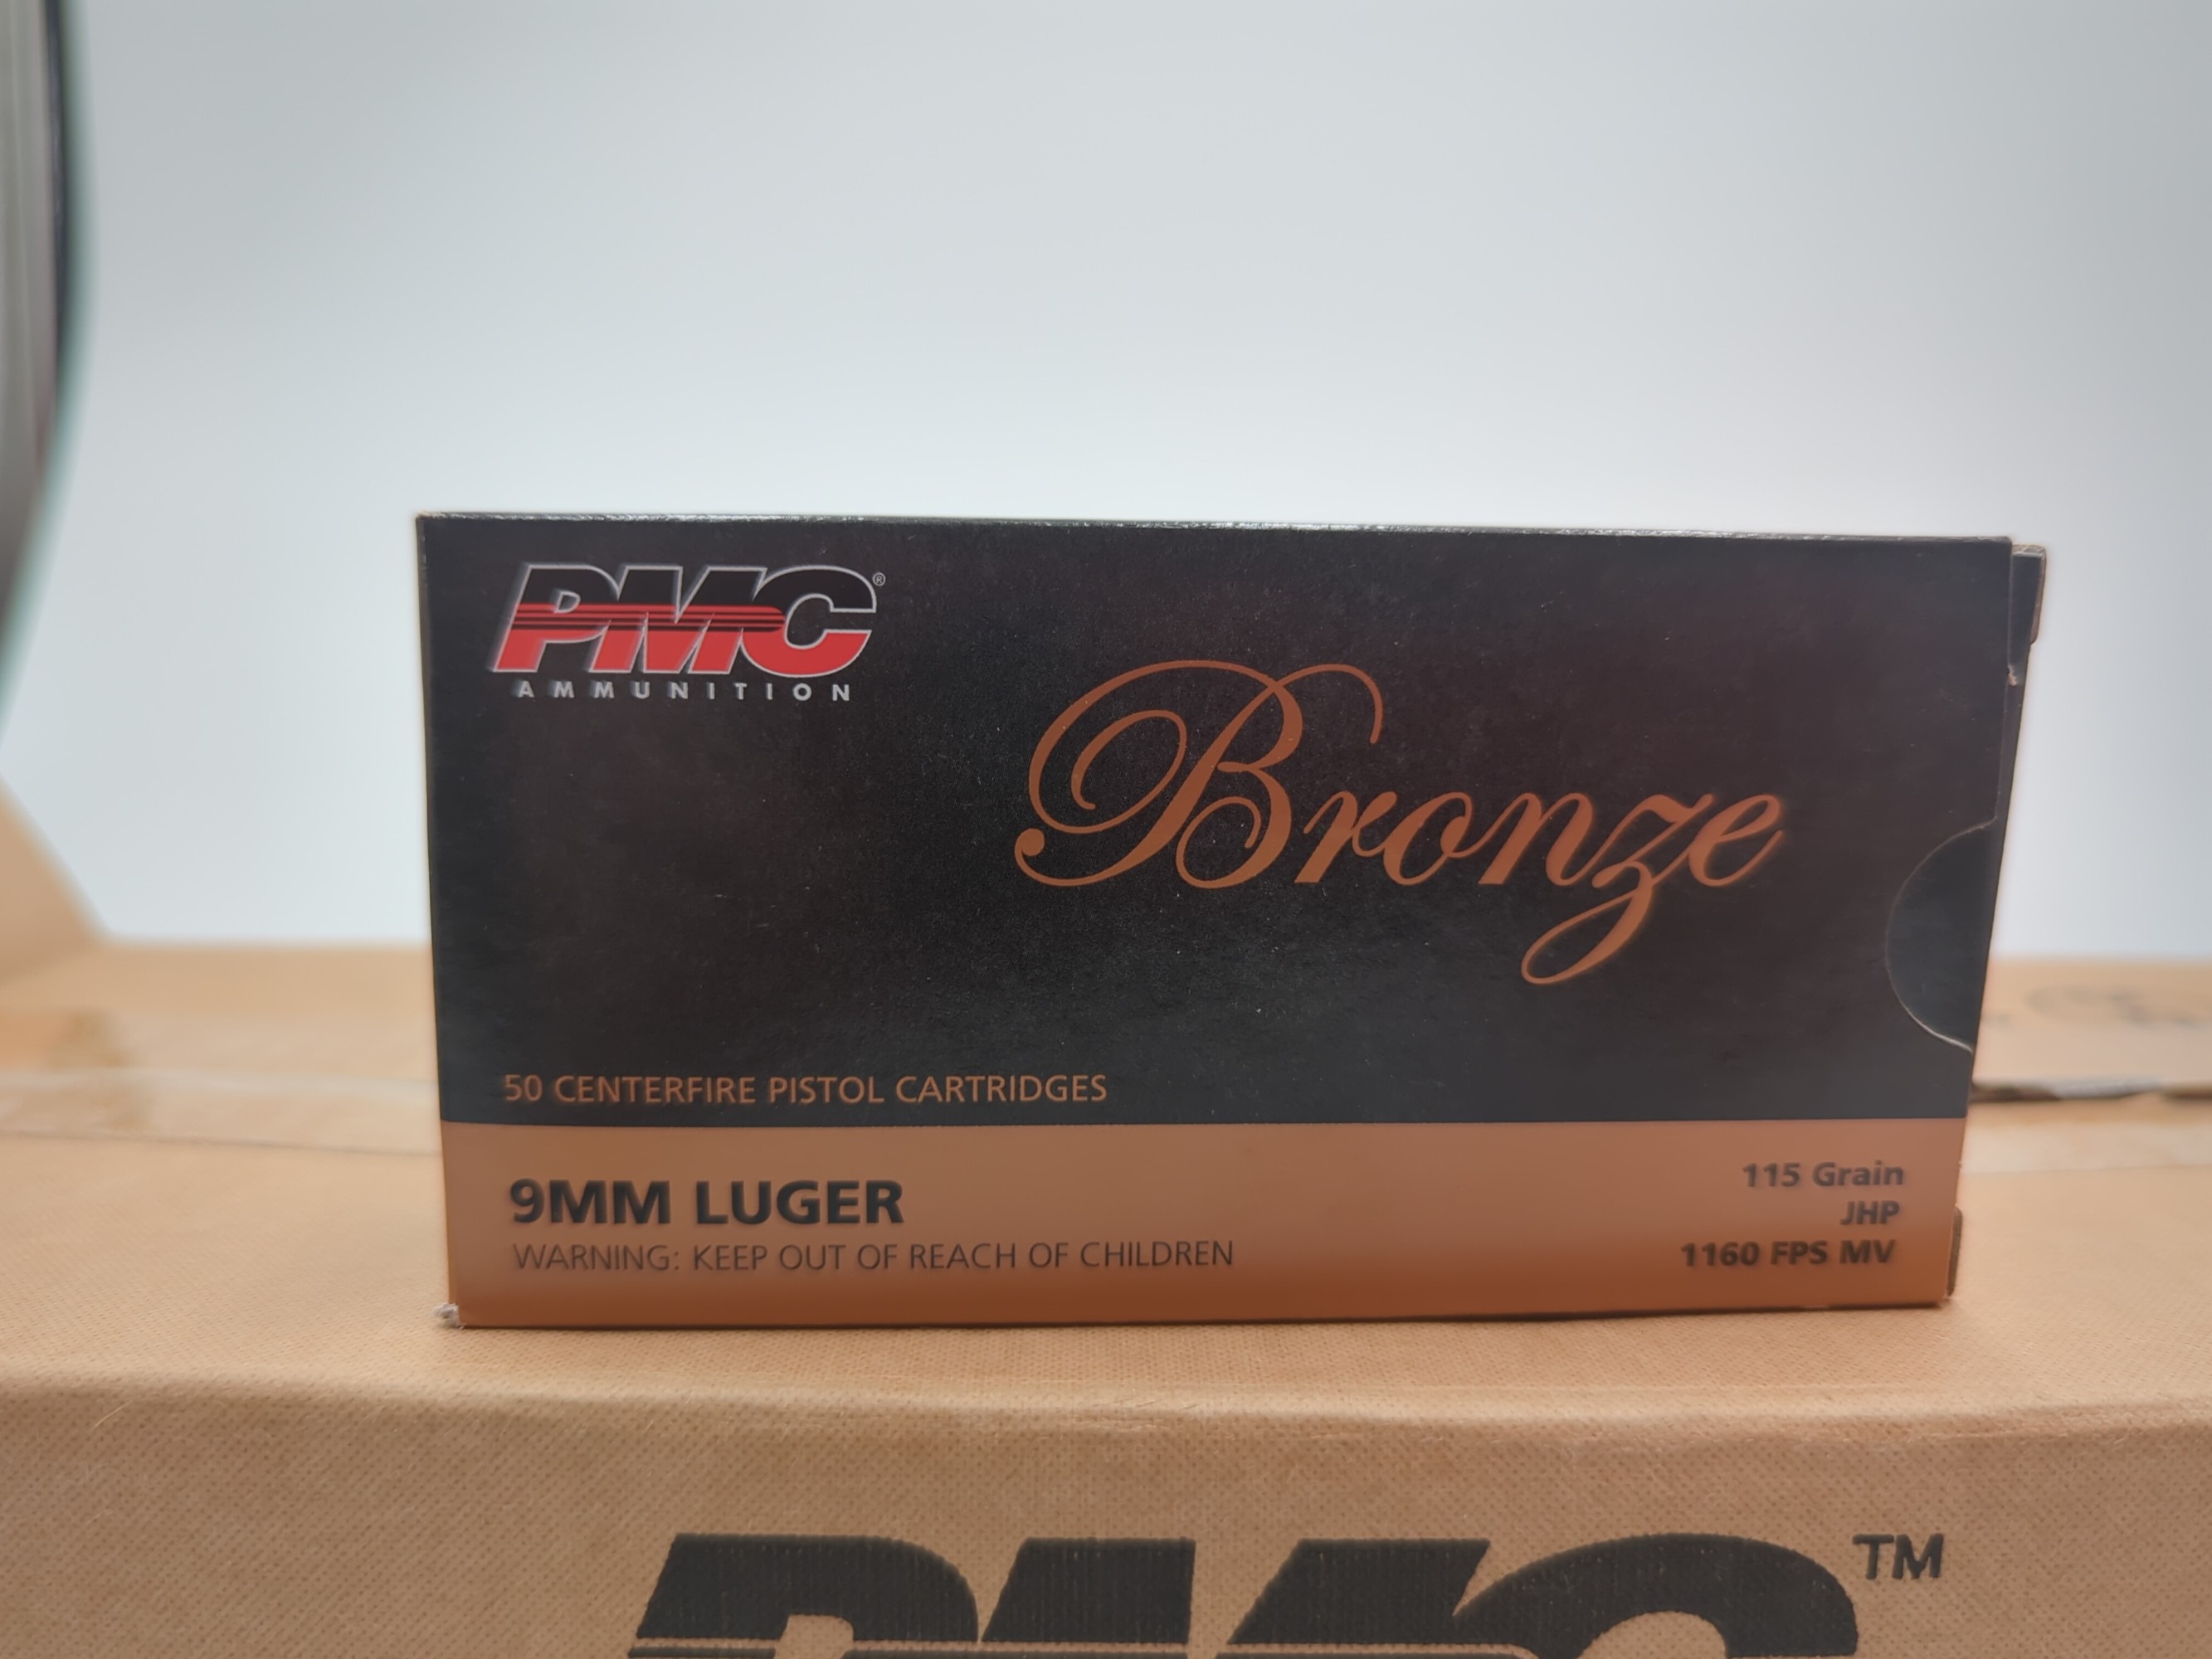 PMC®
AMMUNITION
Bronze
50 CENTERFIRE PISTOL CARTRIDGES
9MM LUGER
WARNING: KEEP OUT OF REACH OF CHILDREN
115 Grain
JHP
1160 FPS MV
PMC™